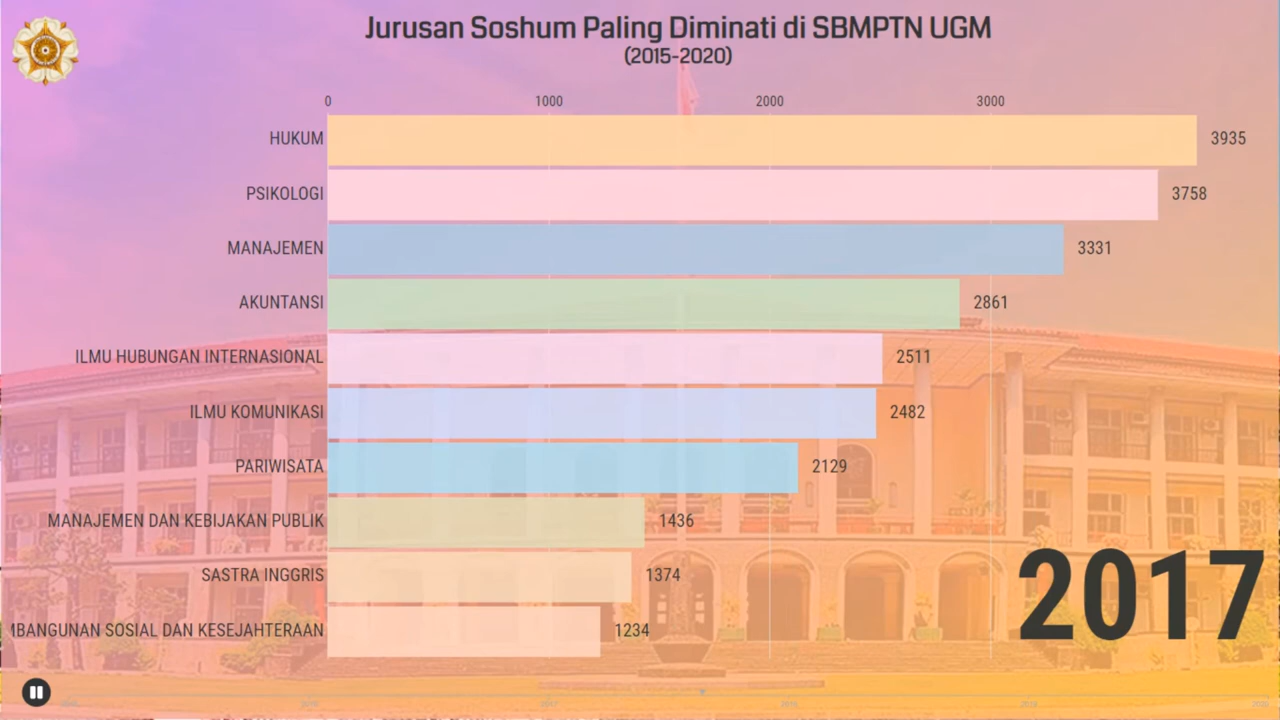 Jurusan Soshum Paling Diminati di SBMPTN UGM
(2015-2020)
0 1000 2000 3000
HUKUM 3935
PSIKOLOGI 3758
MANAJEMEN 3331
AKUNTANSI 2861
ILMU HUBUNGAN INTERNASIONAL 2511
ILMU KOMUNIKASI 2482
PARIWISATA 2129
MANAJEMEN DAN KEBIJAKAN PUBLIK 1436
SASTRA INGGRIS 1374
MBANGUNAN SOSIAL DAN KESEJAHTERAAN 1234
2017